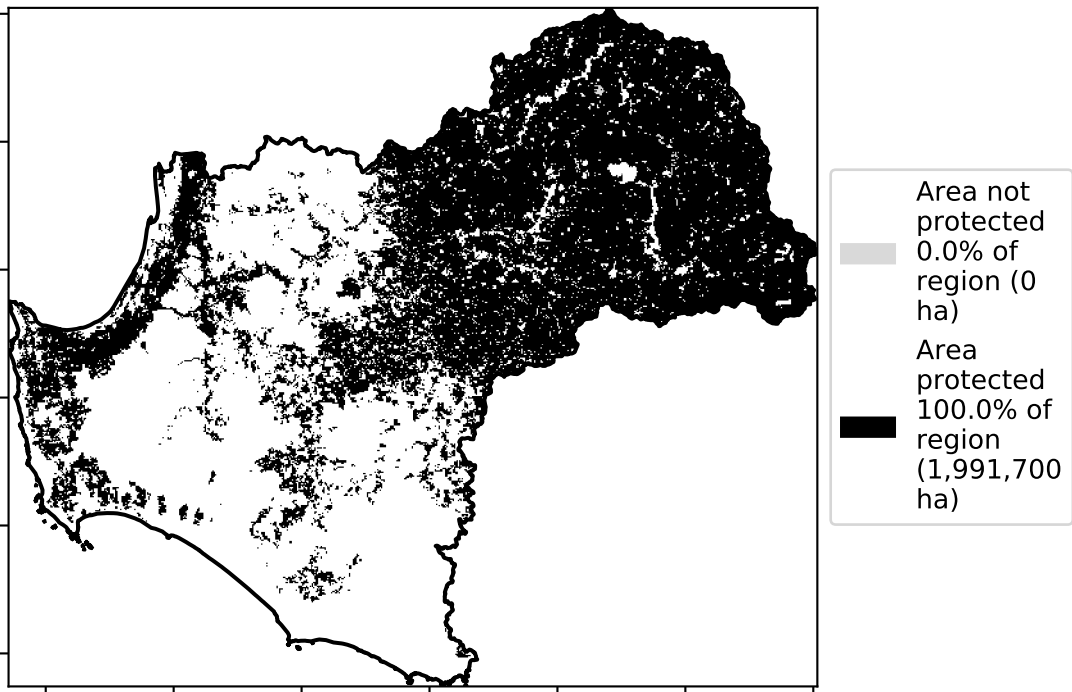 Area not
protected
0.0% of
region (0
ha)
Area
protected
100.0% of
region
(1,991,700
ha)